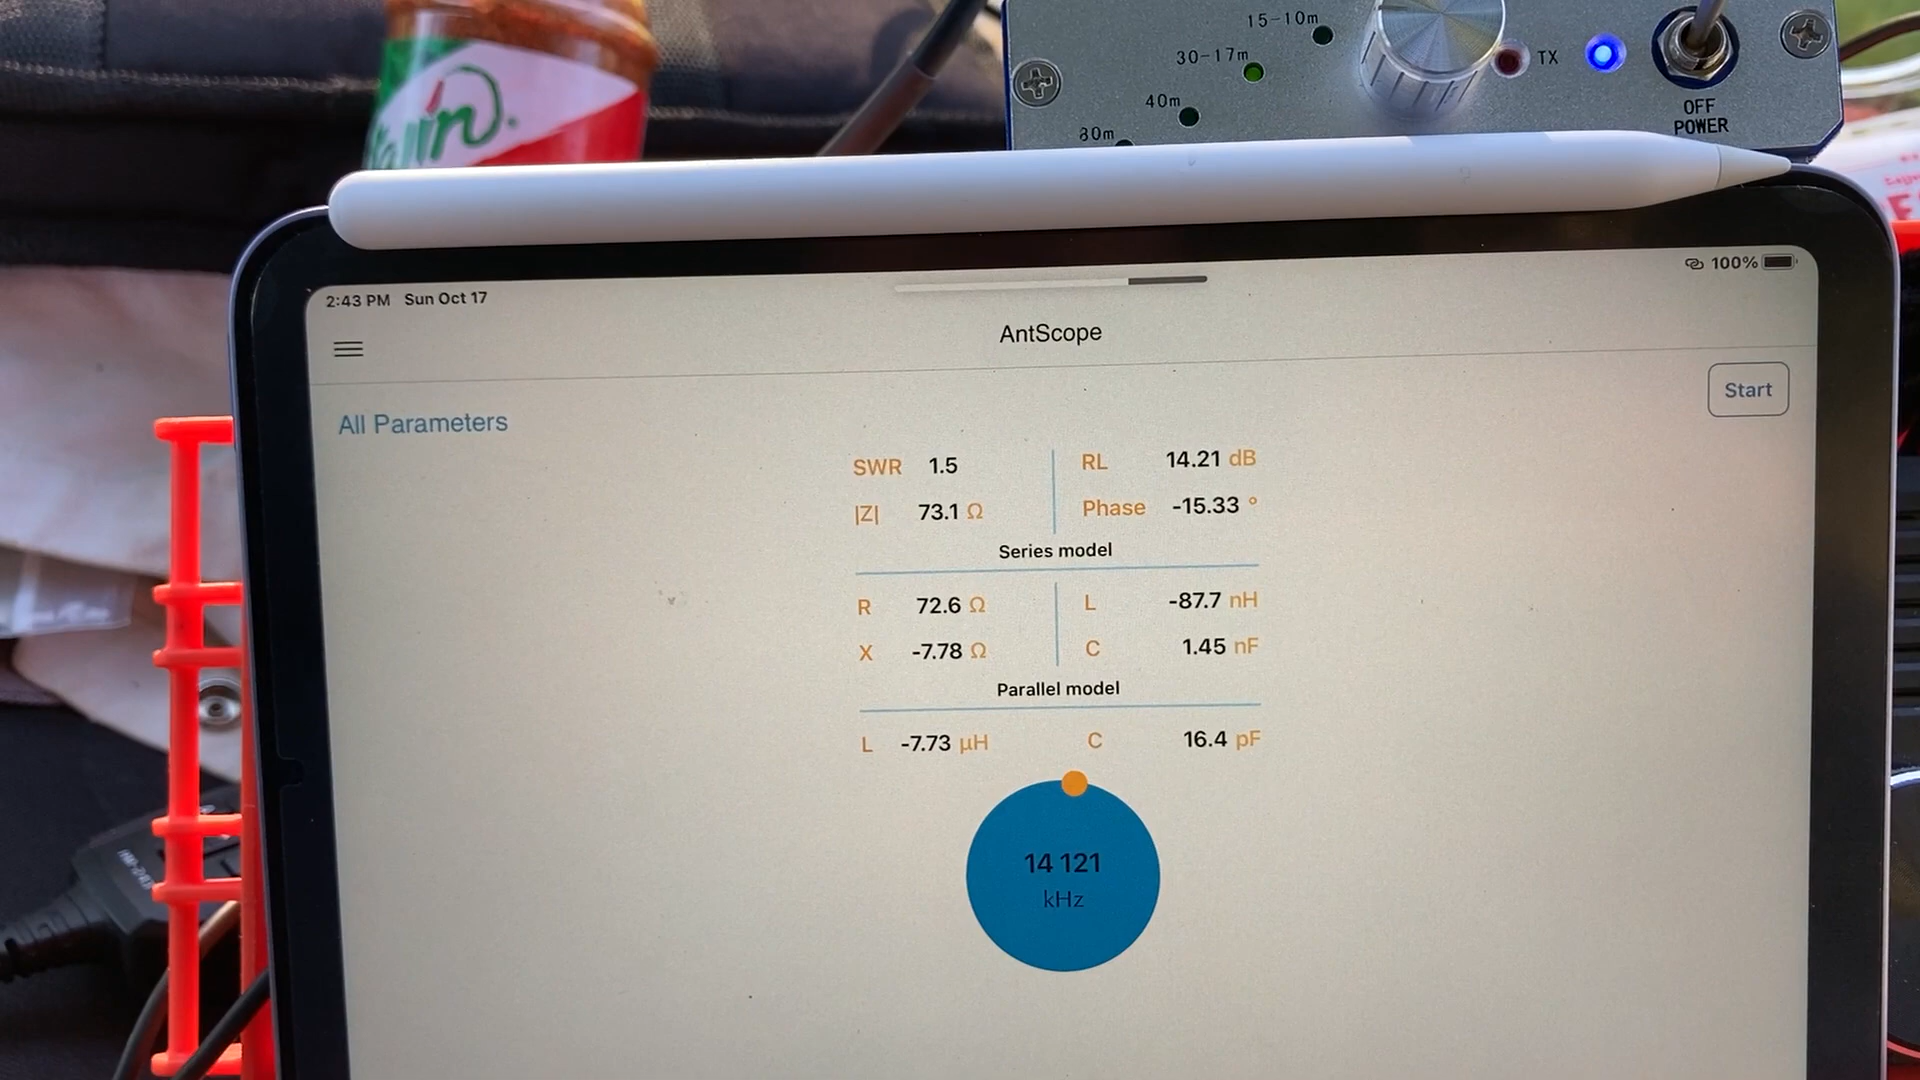 15-10m
30-17m
TX
40m
80m
OFF
POWER
2:43 PM Sun Oct 17
100%
AntScope
Start
All Parameters
SWR 1.5 RL 14.21 dB
|Z| 73.1 Ω Phase -15.33 °
Series model
R 72.6 Ω L -87.7 nH
X -7.78 Ω C 1.45 nF
Parallel model
L -7.73 µH C 16.4 pF
14 121
kHz